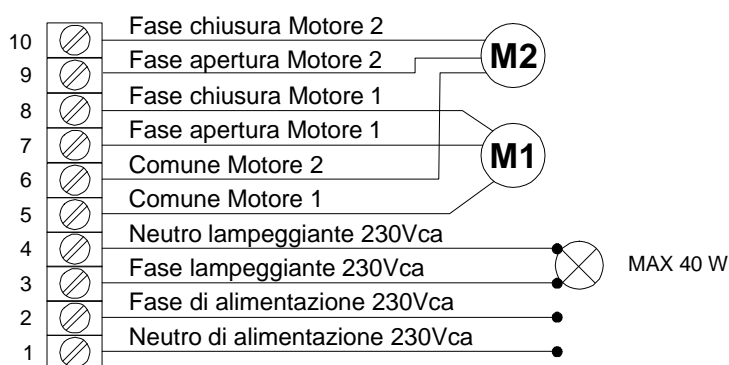 10 Fase chiusura Motore 2
9 Fase apertura Motore 2
M2
8 Fase chiusura Motore 1
7 Fase apertura Motore 1
M1
6 Comune Motore 2
5 Comune Motore 1
4 Neutro lampeggiante 230Vca
MAX 40 W
3 Fase lampeggiante 230Vca
2 Fase di alimentazione 230Vca
1 Neutro di alimentazione 230Vca